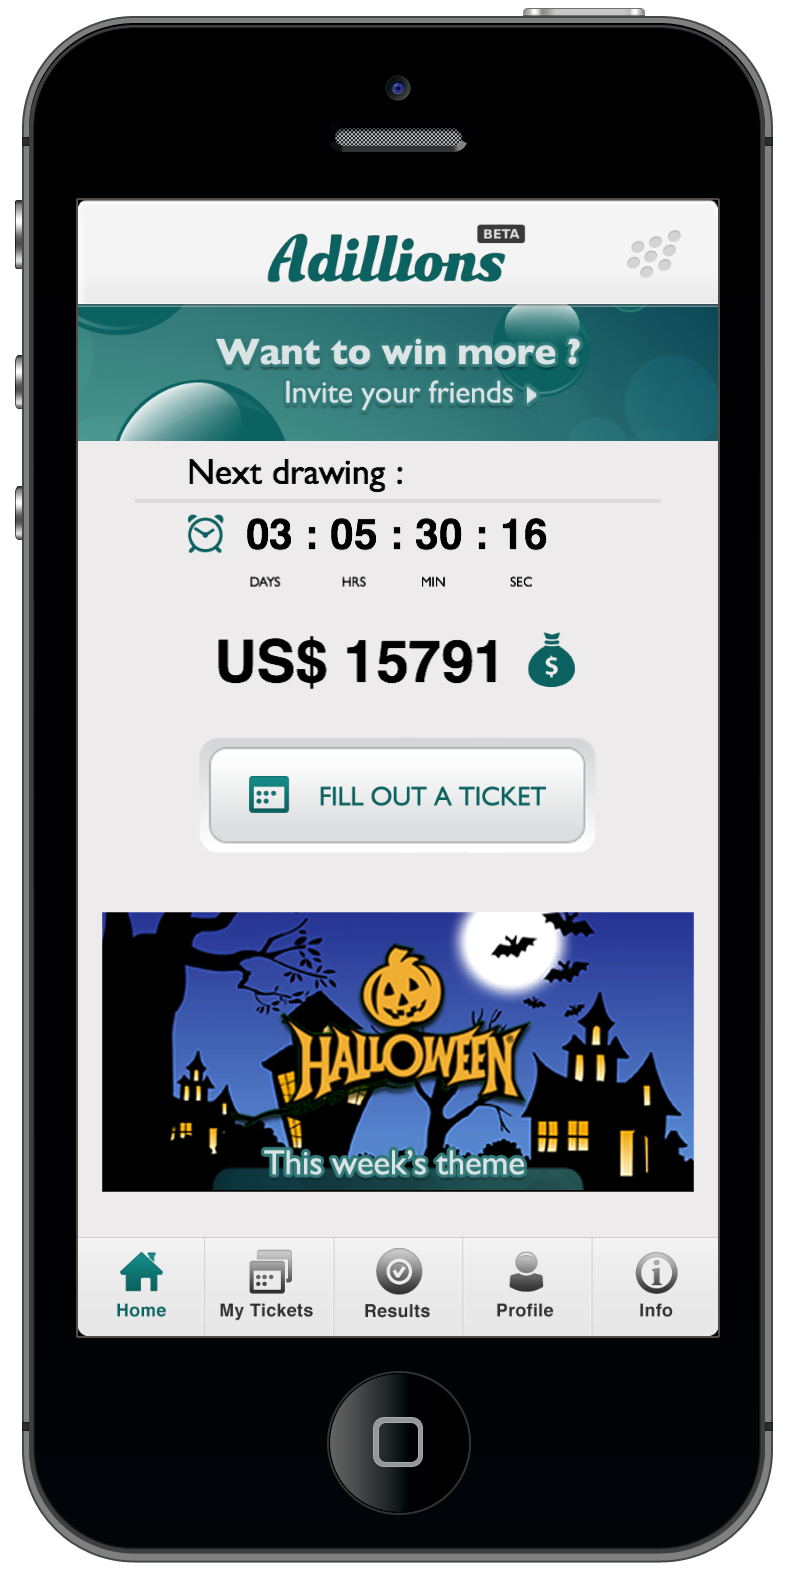 Adillions BETA
Want to win more ?
Invite your friends
Next drawing :
03 : 05 : 30 : 16
DAYS HRS MIN SEC
US$ 15791 $
FILL OUT A TICKET
HALLOWEEN®
This week's theme
Home My Tickets Results Profile Info